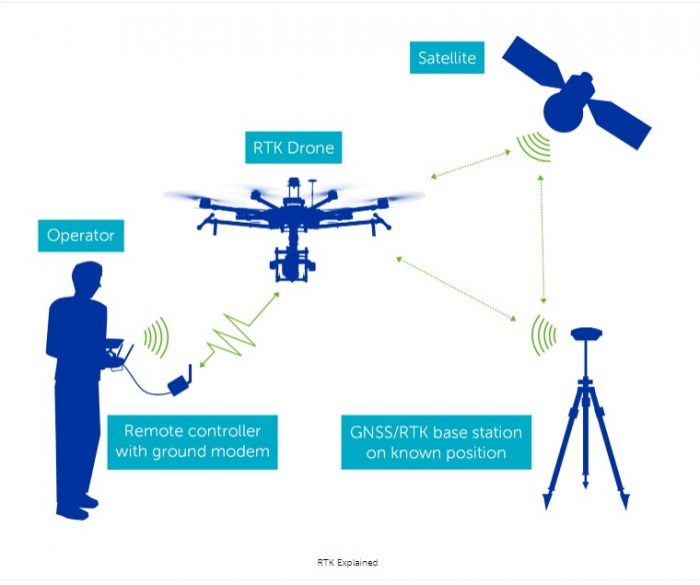 Satellite
RTK Drone
Operator
Remote controller
with ground modem
GNSS/RTK base station
on known position
RTK Explained